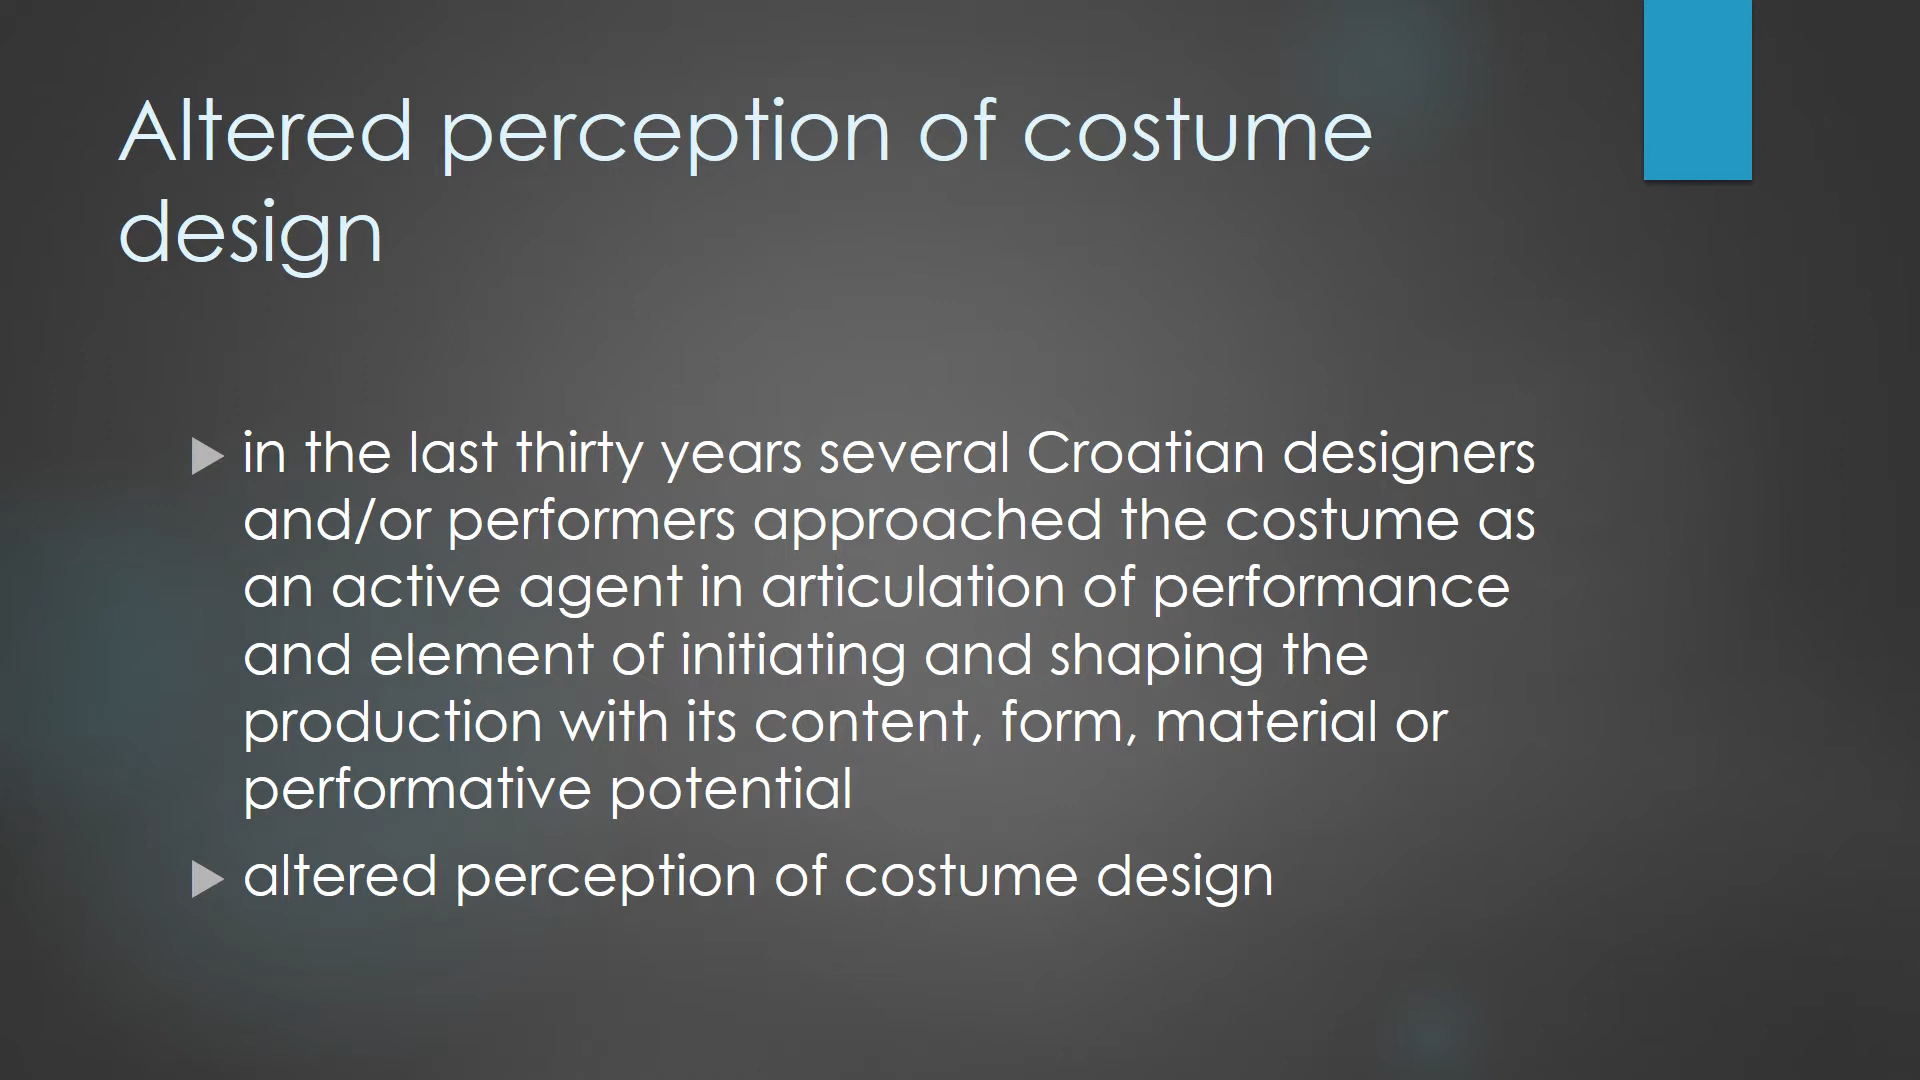 Altered perception of costume
design
in the last thirty years several Croatian designers
and/or performers approached the costume as
an active agent in articulation of performance
and element of initiating and shaping the
production with its content, form, material or
performative potential
altered perception of costume design